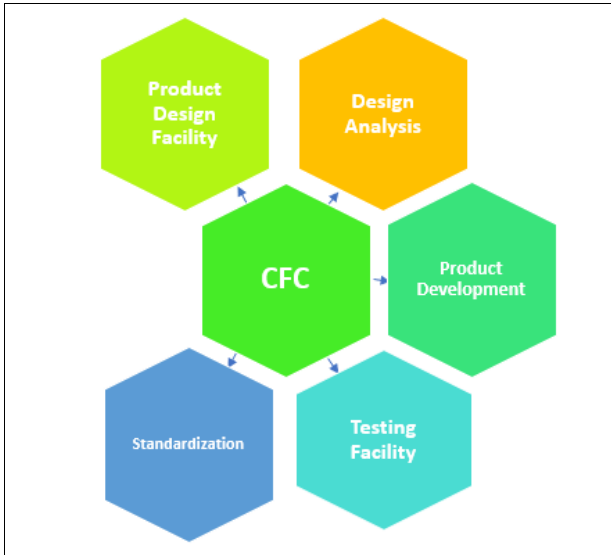 Product
Design
Facility
Design
Analysis
CFC
Product
Development
Standardization
Testing
Facility